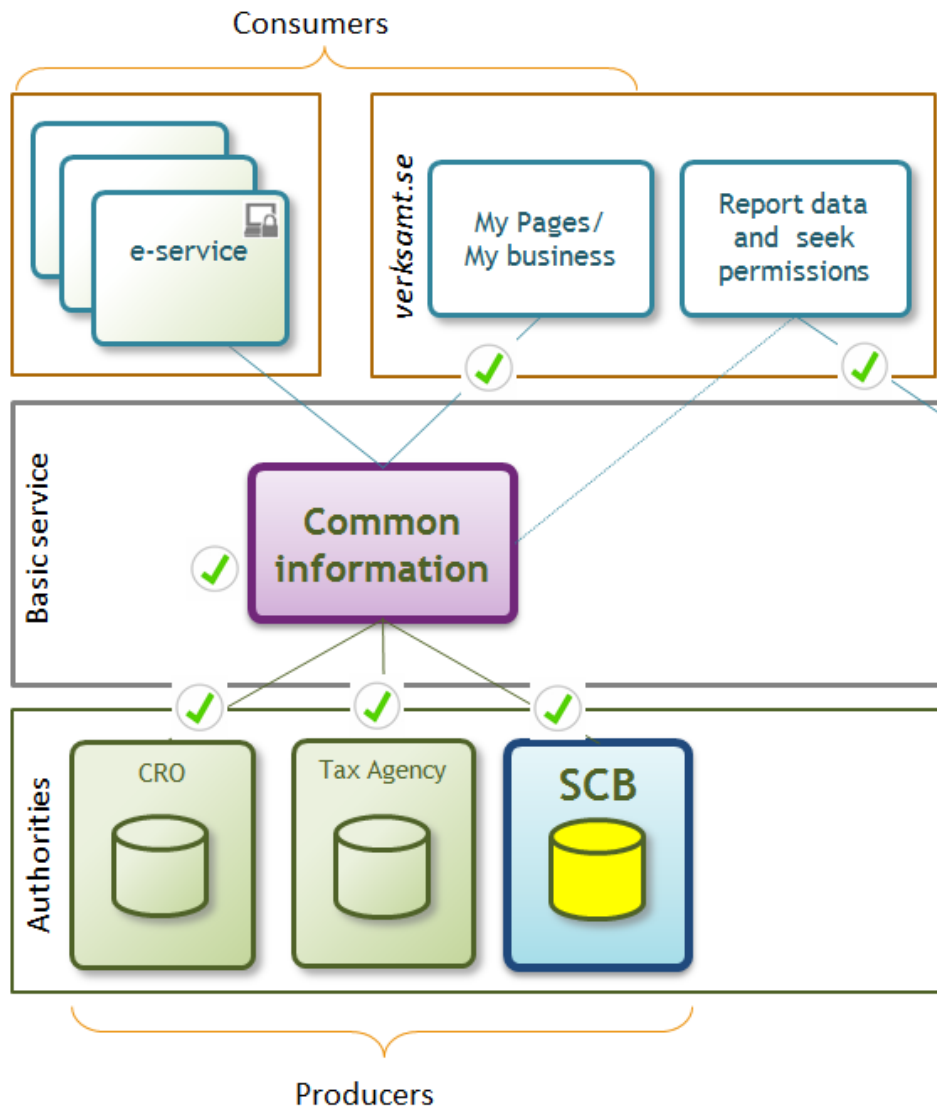 Consumers
e-service
verksamt.se
My Pages/
My business
Report data
and seek
permissions
Basic service
Common
information
Authorities
CRO
Tax Agency
SCB
Producers